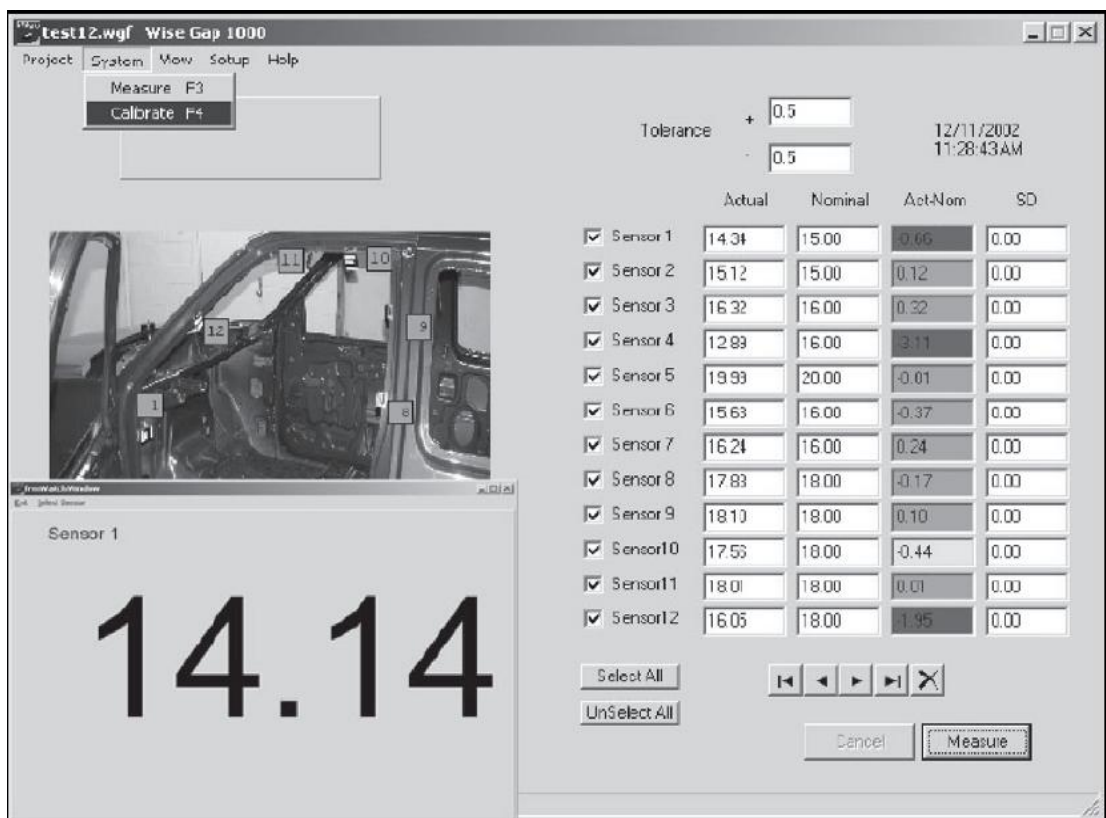 test12.wgf Wise Gap 1000
Project System View Setup Help
Measure F3
Calibrate F4
Tolerance + 0.5
- 0.5
12/11/2002
11:28:43 AM
Actual Nominal Act-Nom SD
Sensor 1 14.34 15.00 -0.66 0.00
Sensor 2 15.12 15.00 0.12 0.00
Sensor 3 16.32 16.00 0.32 0.00
Sensor 4 12.89 16.00 -3.11 0.00
Sensor 5 19.99 20.00 -0.01 0.00
Sensor 6 15.63 16.00 -0.37 0.00
Sensor 7 16.24 16.00 0.24 0.00
Sensor 8 17.83 18.00 -0.17 0.00
Sensor 9 18.10 18.00 0.10 0.00
Sensor10 17.56 18.00 -0.44 0.00
Sensor11 18.01 18.00 0.01 0.00
Sensor12 16.05 18.00 -1.95 0.00
11 10
12 9
1 8
Exit Select Sensor
Sensor 1
14.14
Select All
UnSelect All
Cancel Measure